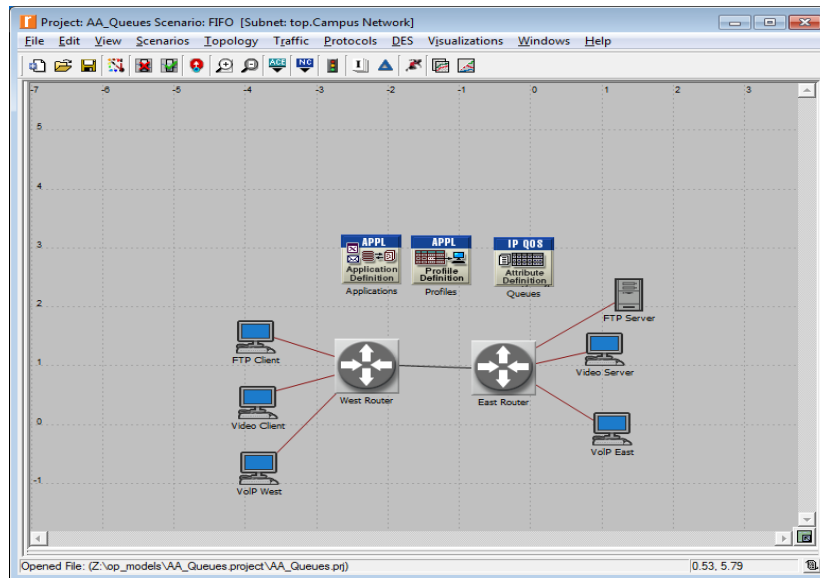 Project: AA_Queues Scenario: FIFO [Subnet: top.Campus Network]
File Edit View Scenarios Topology Traffic Protocols DES Visualizations Windows Help
ACE NC
-7 -6 -5 -4 -3 -2 -1 0 1 2 3
5
4
3
APPL APPL IP QOS
Application Definition
Profile Definition
Attribute Definition
Applications Profiles Queues
2
FTP Server
FTP Client
1
Video Server
West Router East Router
Video Client
0
VoIP East
VoIP West
-1
Opened File: (Z:\op_models\AA_Queues.project\AA_Queues.prj) 0.53, 5.79